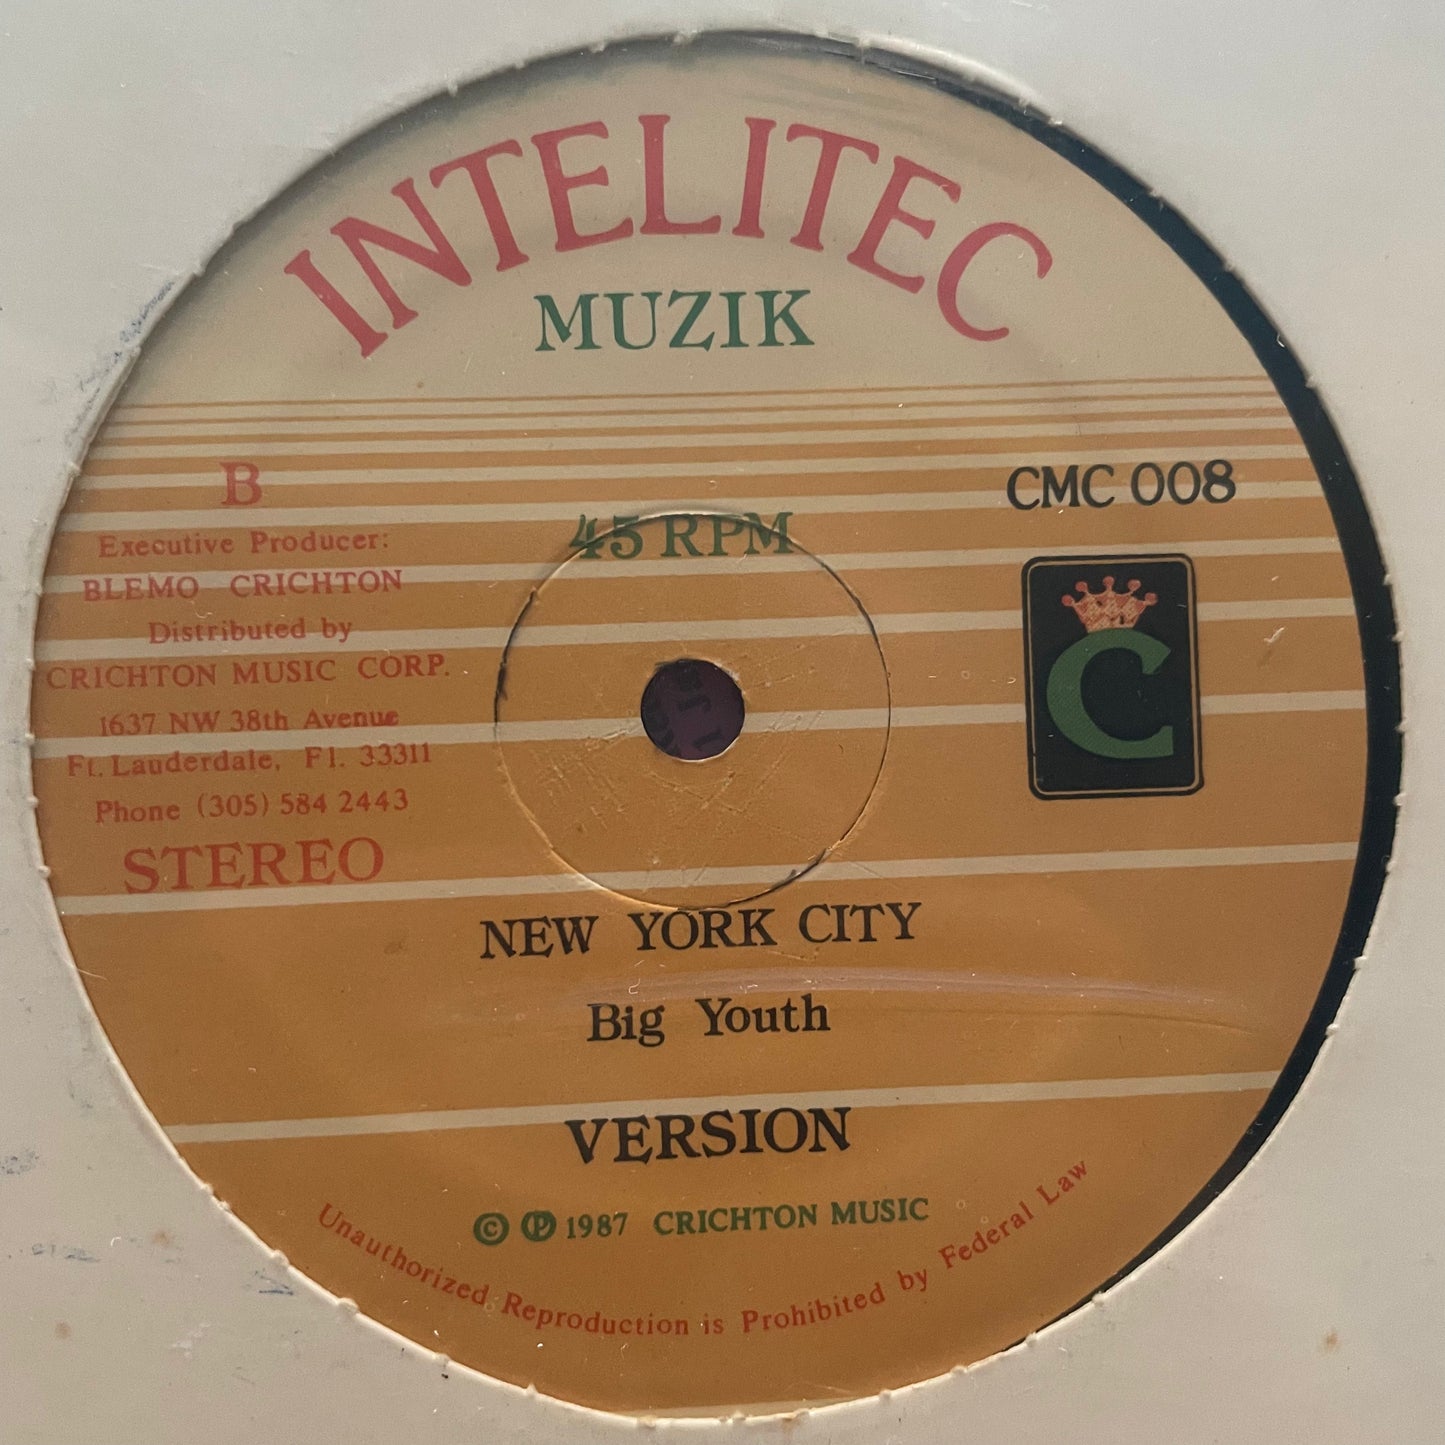 INTELITEC
MUZIK
B
45 RPM
CMC 008
Executive Producer:
BLEMO CRICHTON
Distributed by
CRICHTON MUSIC CORP.
1637 NW 38th Avenue
Ft. Lauderdale, Fl. 33311
Phone (305) 584 2443
STEREO
C
NEW YORK CITY
Big Youth
VERSION
© ℗ 1987 CRICHTON MUSIC
Unauthorized Reproduction is Prohibited by Federal Law